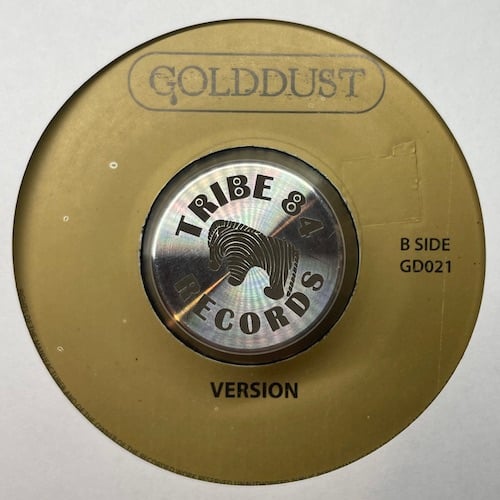 GOLDDUST
TRIBE 84
RECORDS
B SIDE
GD021
VERSION